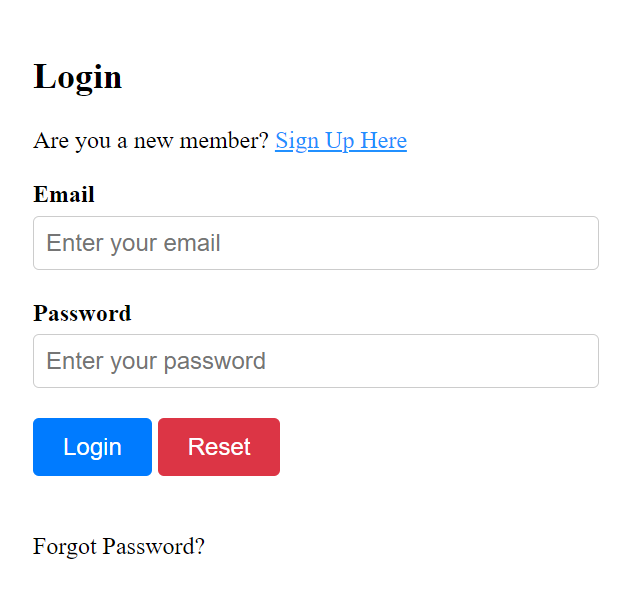 Login
Are you a new member? Sign Up Here
Email
Enter your email
Password
Enter your password
Login Reset
Forgot Password?